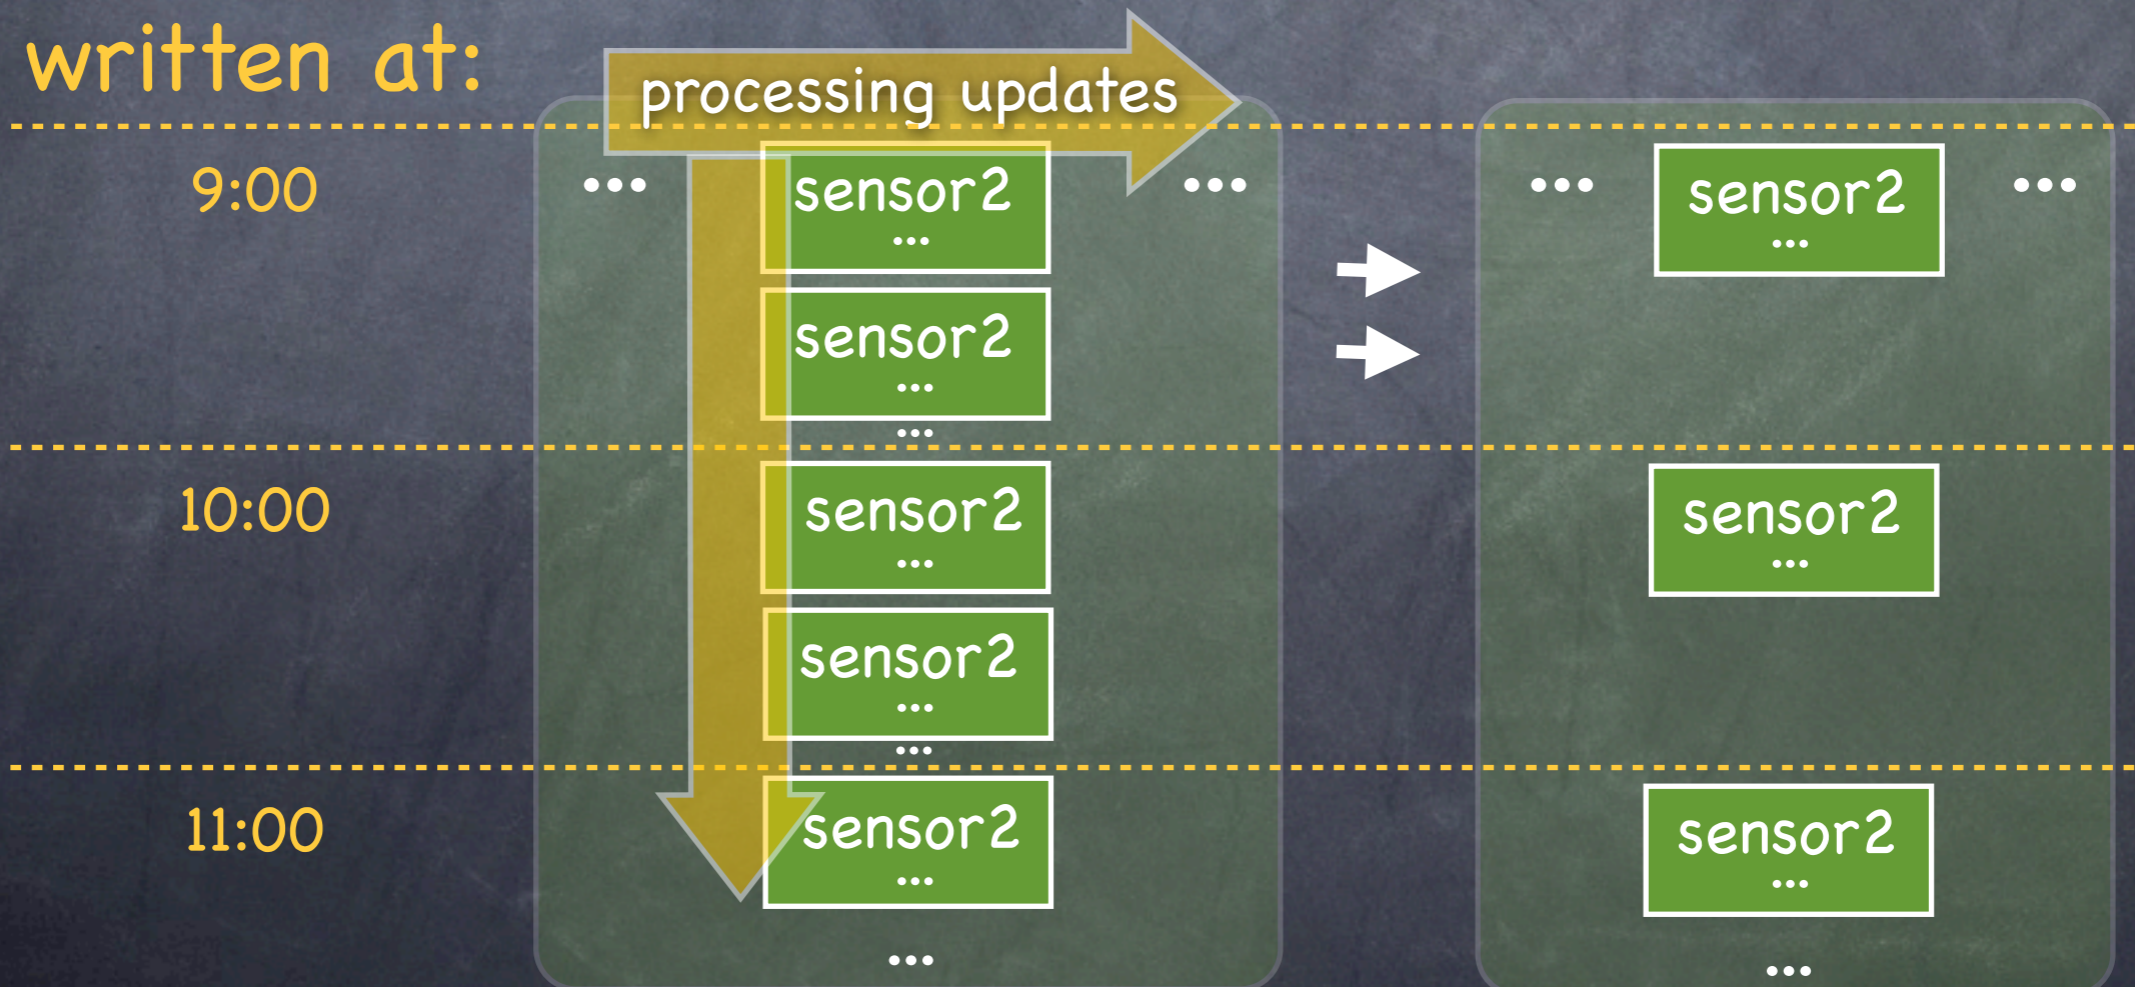 written at:
processing updates
9:00
... sensor2 ... ... sensor2 ...
... ...
sensor2
...
...
10:00
sensor2 sensor2
... ...
sensor2
...
...
11:00
sensor2 sensor2
... ...
... ...